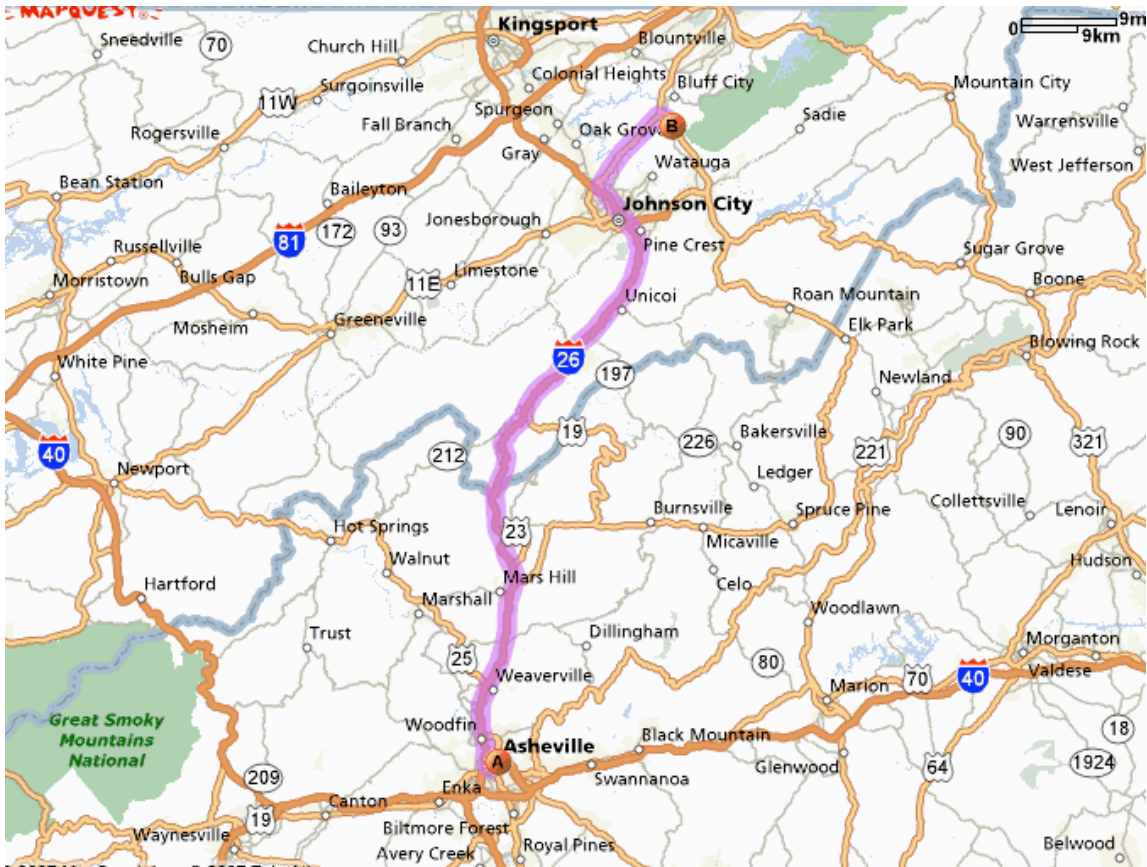 MAPQUEST.
Kingsport
9m
0
9km
Sneedville
70
Church Hill
Blountville
Colonial Heights
Bluff City
Mountain City
11W
Surgoinsville
Spurgeon
Warrensville
Rogersville
Fall Branch
Oak Grove
B
Sadie
Gray
Watauga
West Jefferson
Bean Station
Baileyton
Johnson City
Jonesborough
172
93
81
Pine Crest
Russellville
Sugar Grove
Morristown
Bulls Gap
11E
Limestone
Boone
Unicoi
Roan Mountain
Mosheim
Greeneville
Elk Park
White Pine
26
Blowing Rock
197
Newland
19
226
Bakersville
90
321
40
212
221
Newport
Ledger
Collettsville
Lenoir
Burnsville
Spruce Pine
Hot Springs
23
Micaville
Walnut
Hudson
Hartford
Mars Hill
Celo
Marshall
Woodlawn
Trust
Dillingham
Morganton
25
80
70
40
Valdese
Weaverville
Marion
Great Smoky
Mountains
National
Woodfin
Asheville
Black Mountain
18
A
Swannanoa
Glenwood
64
1924
209
Enka
Canton
19
Waynesville
Biltmore Forest
Royal Pines
Avery Creek
Belwood